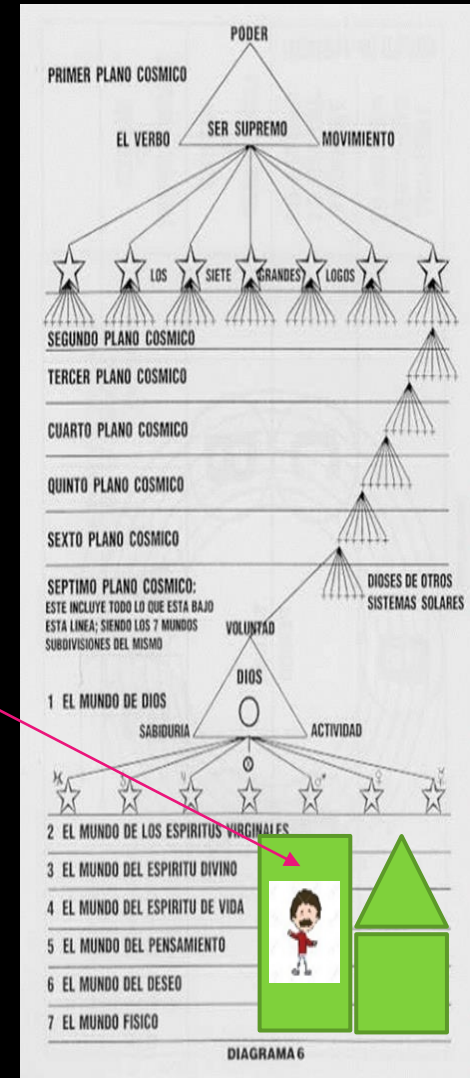 PODER
PRIMER PLANO COSMICO
EL VERBO
SER SUPREMO
MOVIMIENTO
LOS SIETE GRANDES LOGOS
SEGUNDO PLANO COSMICO
TERCER PLANO COSMICO
CUARTO PLANO COSMICO
QUINTO PLANO COSMICO
SEXTO PLANO COSMICO
SEPTIMO PLANO COSMICO:
ESTE INCLUYE TODO LO QUE ESTA BAJO
ESTA LINEA; SIENDO LOS 7 MUNDOS
SUBDIVISIONES DEL MISMO
DIOSES DE OTROS
SISTEMAS SOLARES
VOLUNTAD
DIOS
1 EL MUNDO DE DIOS
SABIDURIA
ACTIVIDAD
2 EL MUNDO DE LOS ESPIRITUS VIRGINALES
3 EL MUNDO DEL ESPIRITU DIVINO
4 EL MUNDO DEL ESPIRITU DE VIDA
5 EL MUNDO DEL PENSAMIENTO
6 EL MUNDO DEL DESEO
7 EL MUNDO FISICO
DIAGRAMA 6